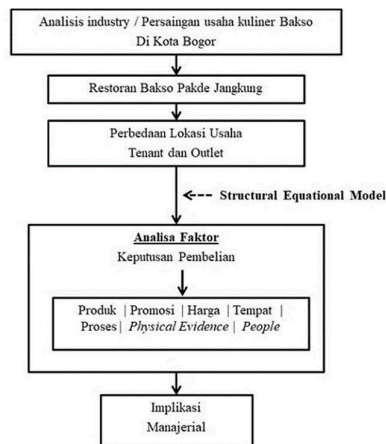 Analisis industry / Persaingan usaha kuliner Bakso
Di Kota Bogor
Restoran Bakso Pakde Jangkung
Perbedaan Lokasi Usaha
Tenant dan Outlet
Structural Equational Model
Analisa Faktor
Keputusan Pembelian
Produk | Promosi | Harga | Tempat |
Proses | Physical Evidence | People
Implikasi
Manajerial